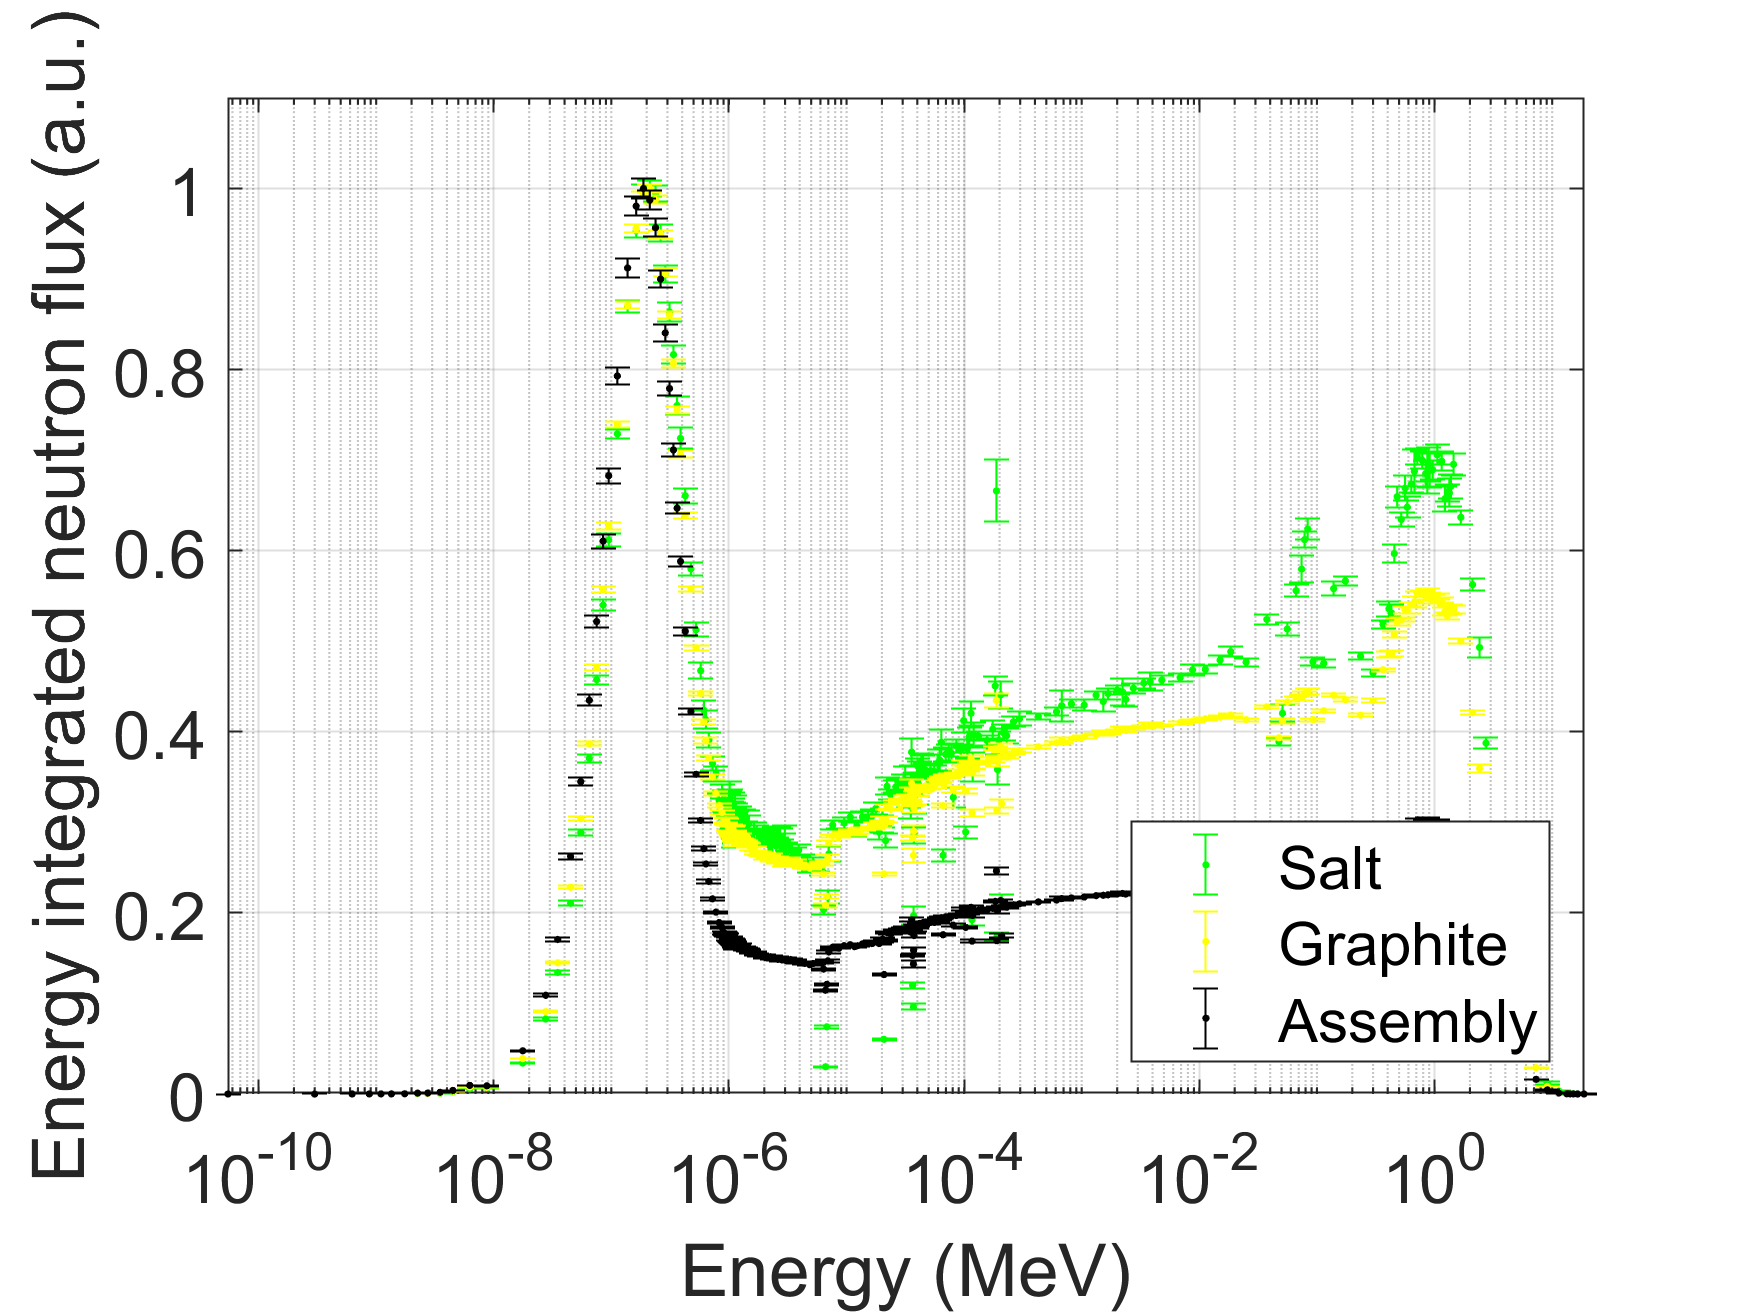 Energy integrated neutron flux (a.u.)
1
0.8
0.6
0.4
0.2
0
Salt
Graphite
Assembly
10^-10 10^-8 10^-6 10^-4 10^-2 10^0
Energy (MeV)